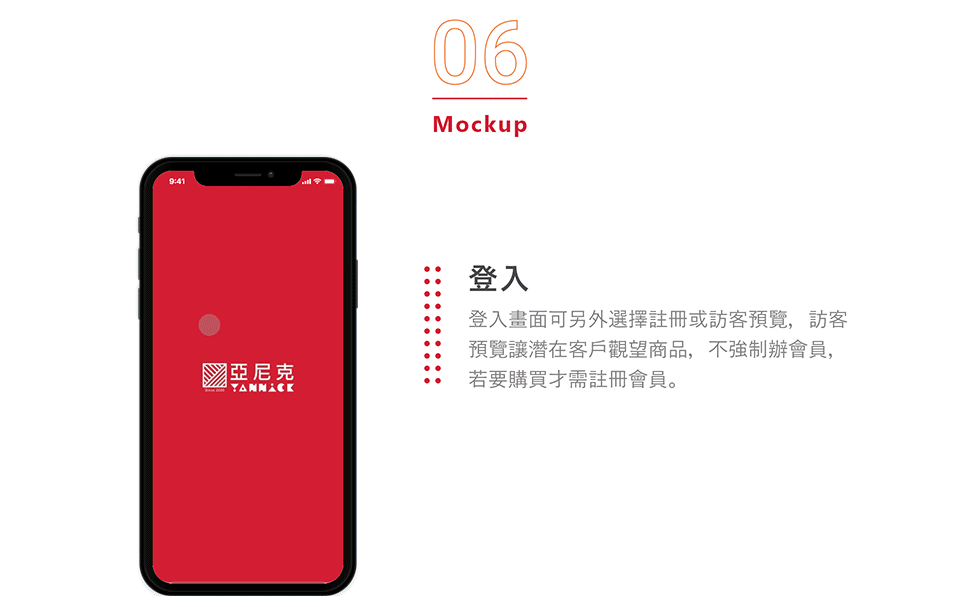 06
Mockup
9:41
亞尼克
YANNICK
登入
登入畫面可另外選擇註冊或訪客預覽，訪客
預覽讓潛在客戶觀望商品，不強制辦會員，
若要購買才需註冊會員。